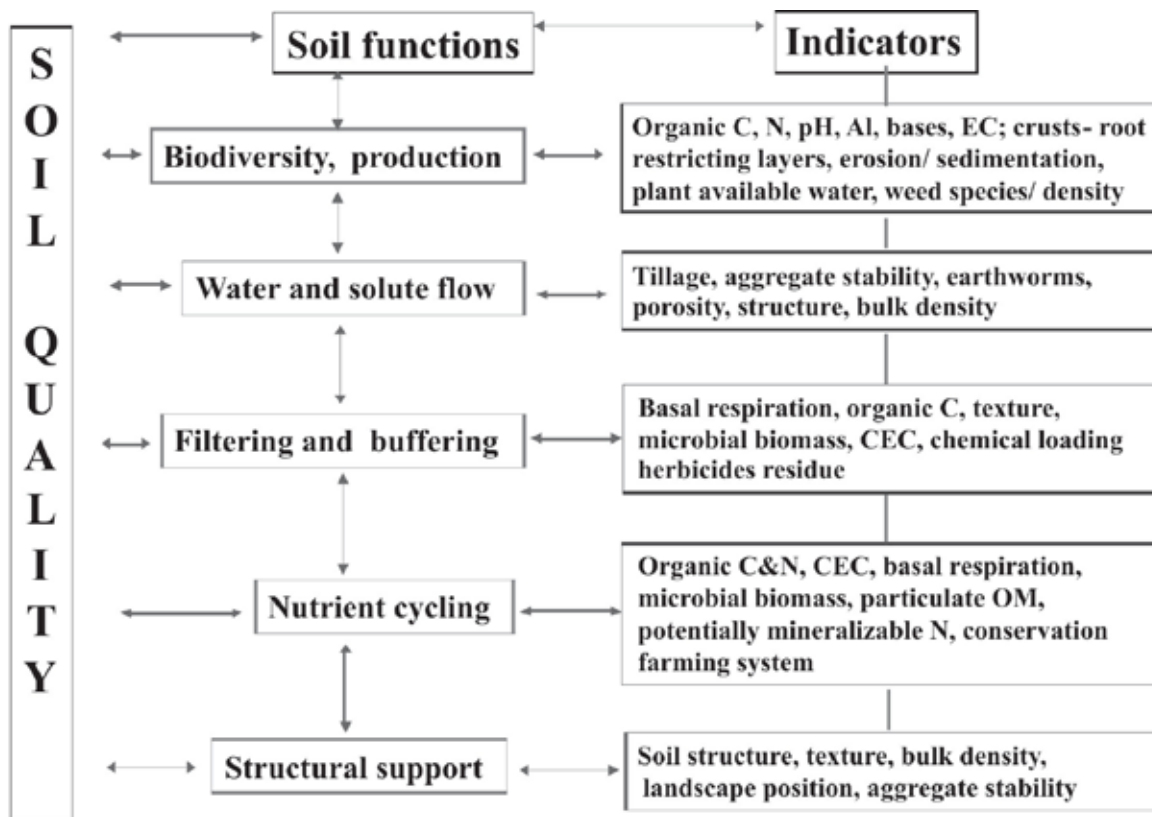 SOIL QUALITY
Soil functions
Indicators
Biodiversity, production
Organic C, N, pH, Al, bases, EC; crusts- root
restricting layers, erosion/ sedimentation,
plant available water, weed species/ density
Water and solute flow
Tillage, aggregate stability, earthworms,
porosity, structure, bulk density
Filtering and buffering
Basal respiration, organic C, texture,
microbial biomass, CEC, chemical loading
herbicides residue
Nutrient cycling
Organic C&N, CEC, basal respiration,
microbial biomass, particulate OM,
potentially mineralizable N, conservation
farming system
Structural support
Soil structure, texture, bulk density,
landscape position, aggregate stability